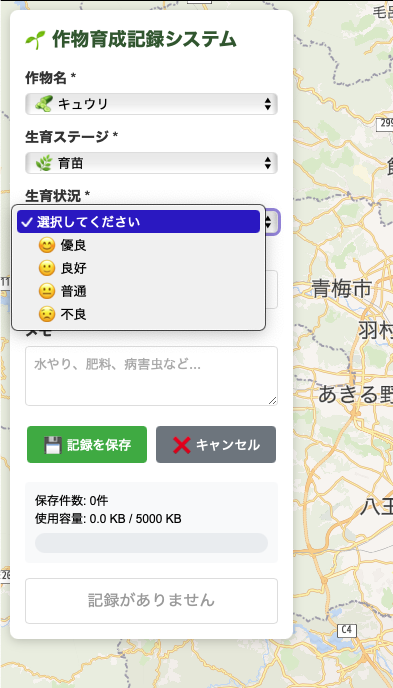 作物育成記録システム
作物名 *
キュウリ
生育ステージ *
育苗
生育状況 *
選択してください
優良
良好
普通
不良
メモ
水やり、肥料、病害虫など...
記録を保存
キャンセル
保存件数: 0件
使用容量: 0.0 KB / 5000 KB
記録がありません
毛呂
299
青梅市
羽村
あきる野
八王
C4